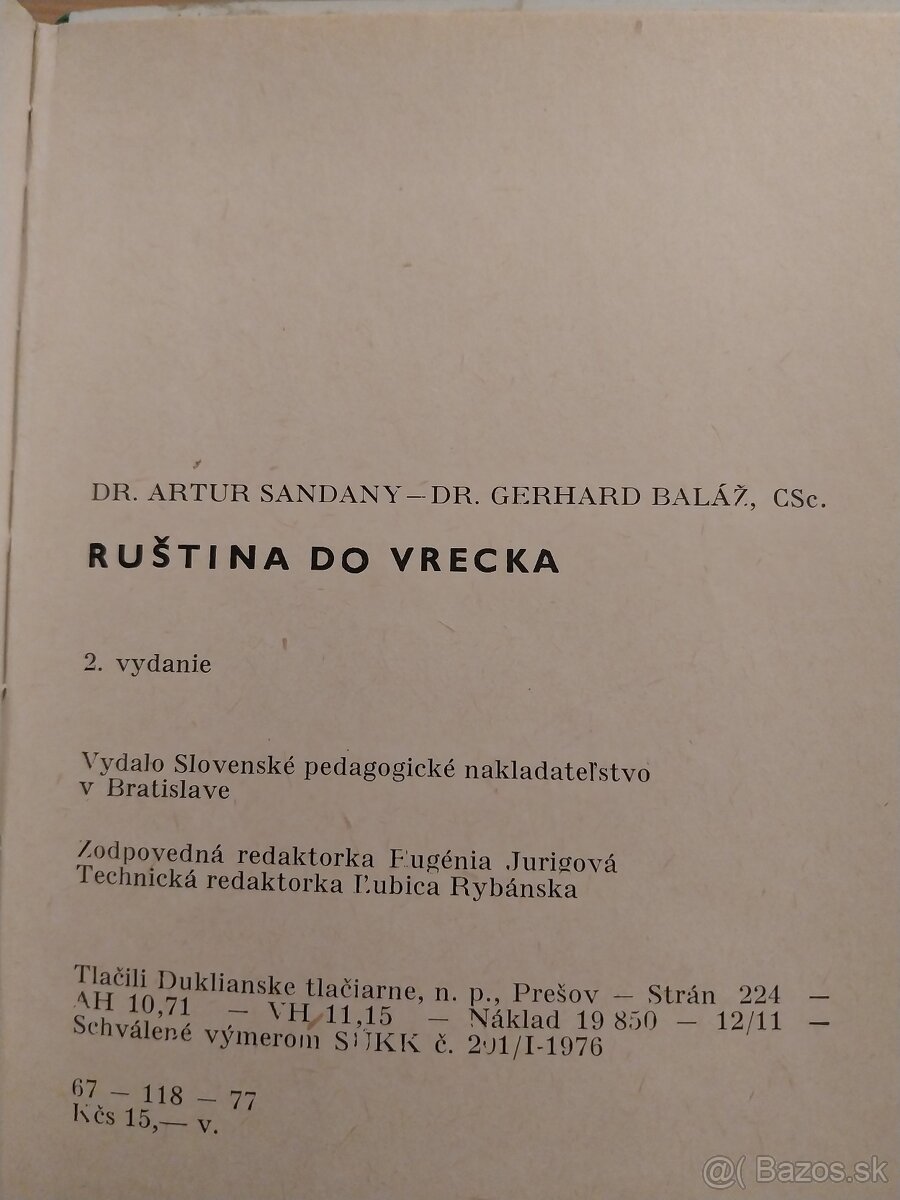 DR. ARTUR SANDANY—DR. GERHARD BALÁŽ, CSc.
RUŠTINA DO VRECKA
2. vydanie
Vydalo Slovenské pedagogické nakladateľstvo
v Bratislave
Zodpovedná redaktorka Eugénia Jurigová
Technická redaktorka Ľubica Rybánska
Tlačili Duklianske tlačiarne, n. p., Prešov — Strán 224 —
AH 10,71 — VH 11,15 — Náklad 19 850 — 12/11 —
Schválené výmerom SÚKK č. 201/I-1976
67 — 118 — 77
Kčs 15,— v.
@( Bazos.sk